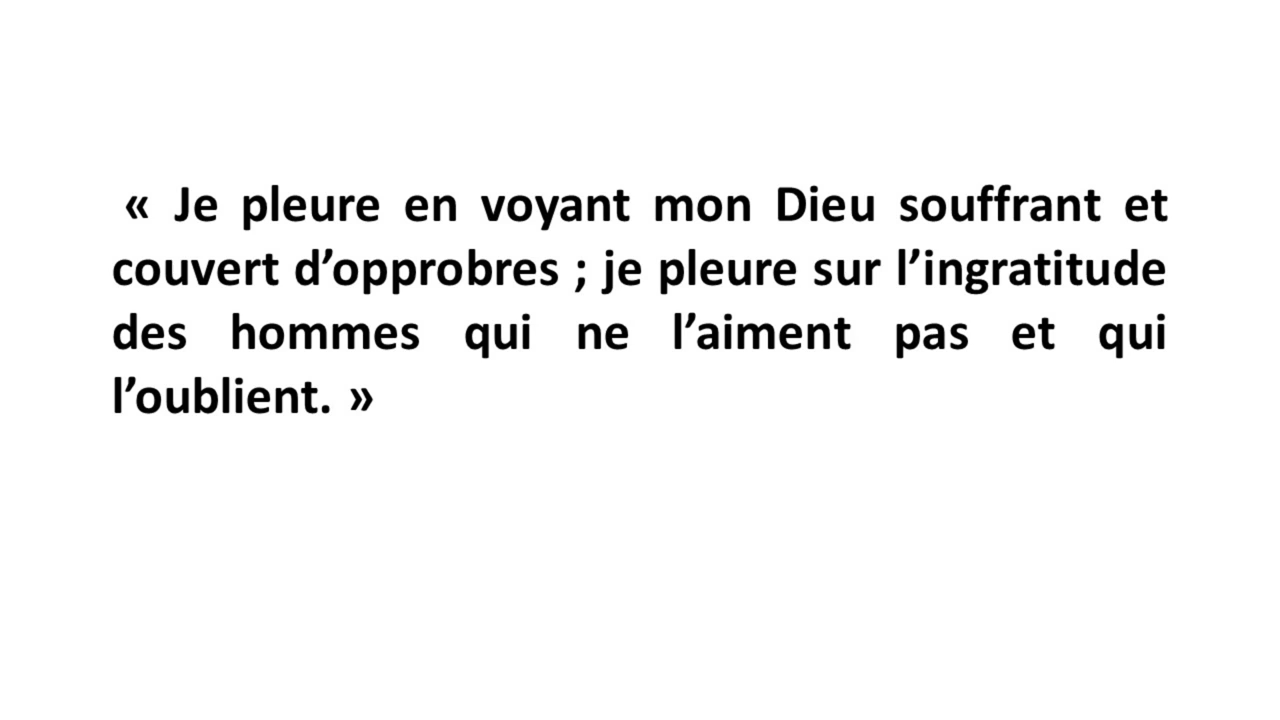 « Je pleure en voyant mon Dieu souffrant et
couvert d’opprobres ; je pleure sur l’ingratitude
des hommes qui ne l’aiment pas et qui
l’oublient. »